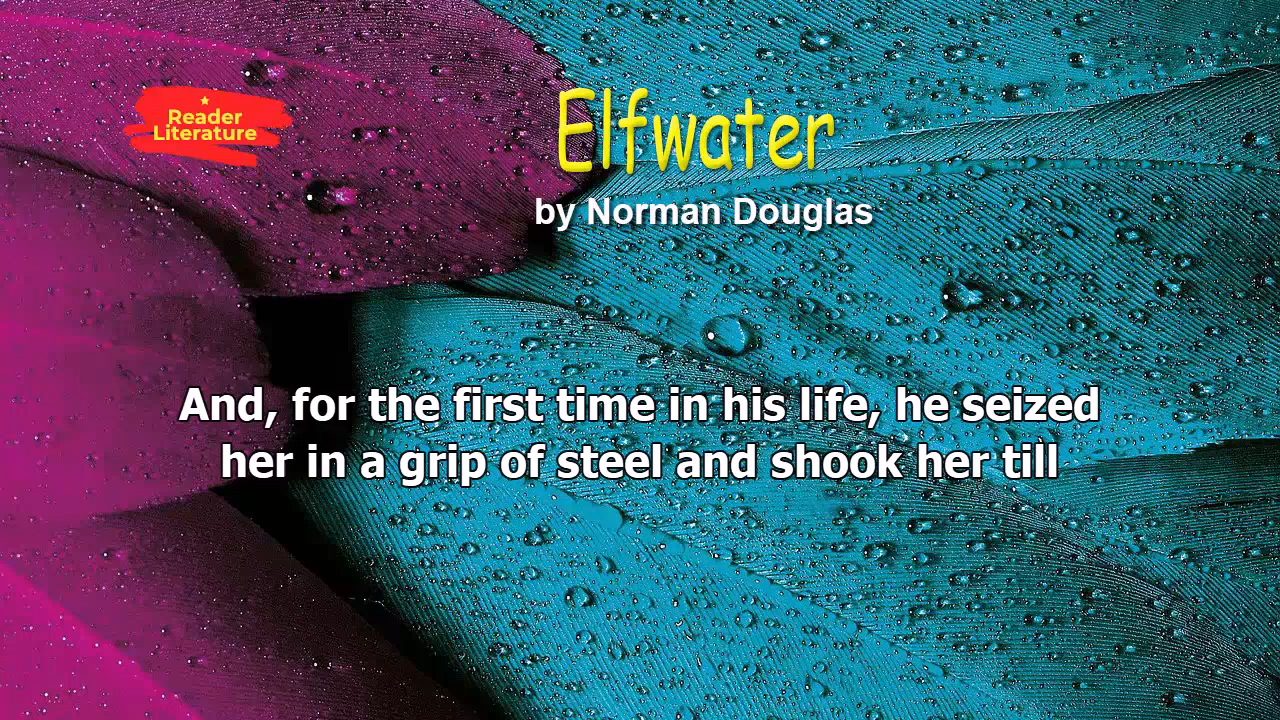 Reader
Literature
Elfwater
by Norman Douglas
And, for the first time in his life, he seized
her in a grip of steel and shook her till